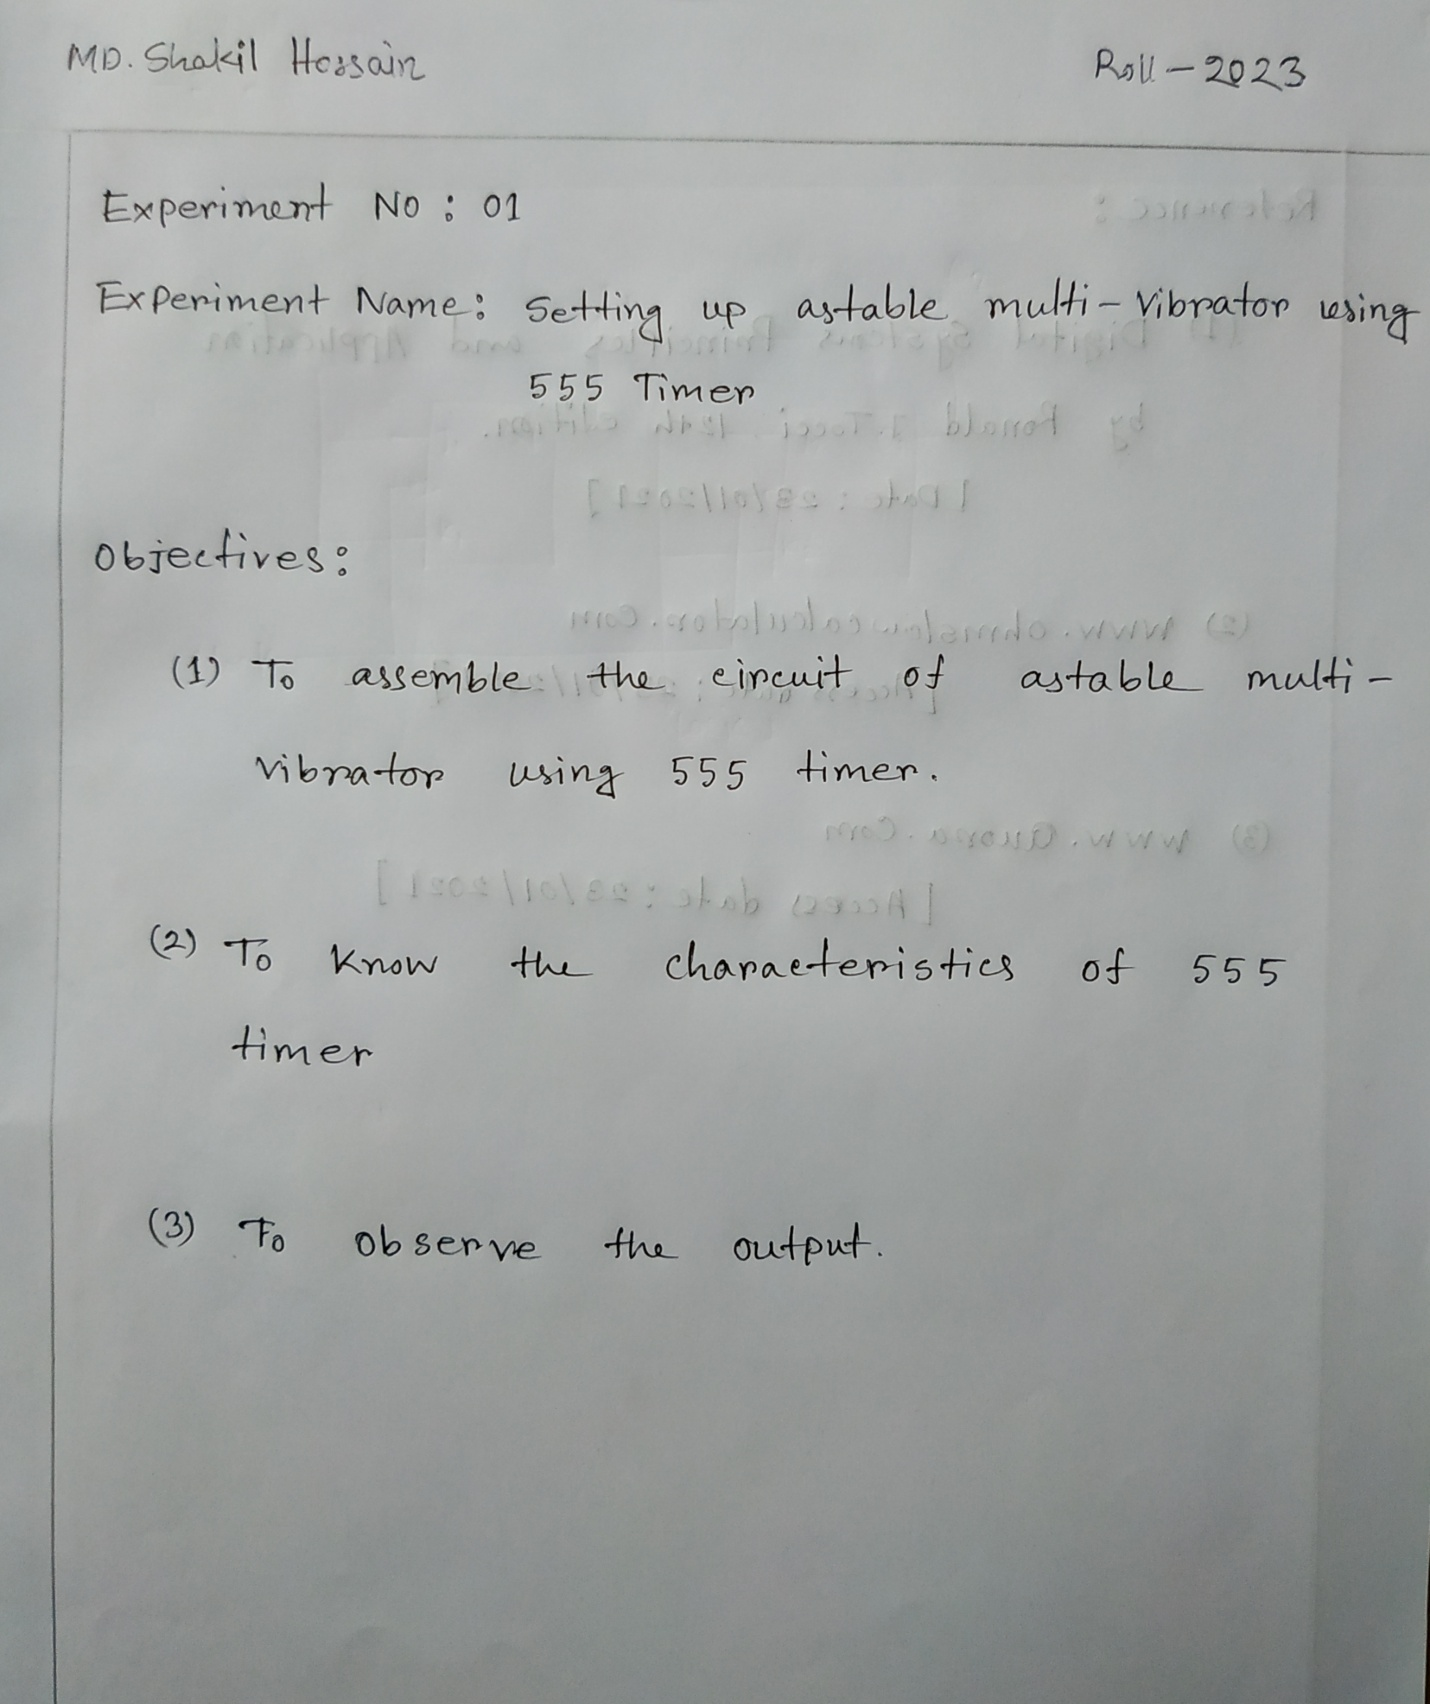 MD. Shakil Hossain
Roll - 2023
Experiment No : 01
Experiment Name: Setting up astable multi-vibrator using
555 Timer
Objectives:
(1) To assemble the circuit of astable multi-
vibrator using 555 timer.
(2) To know the characteristics of 555
timer
(3) To observe the output.